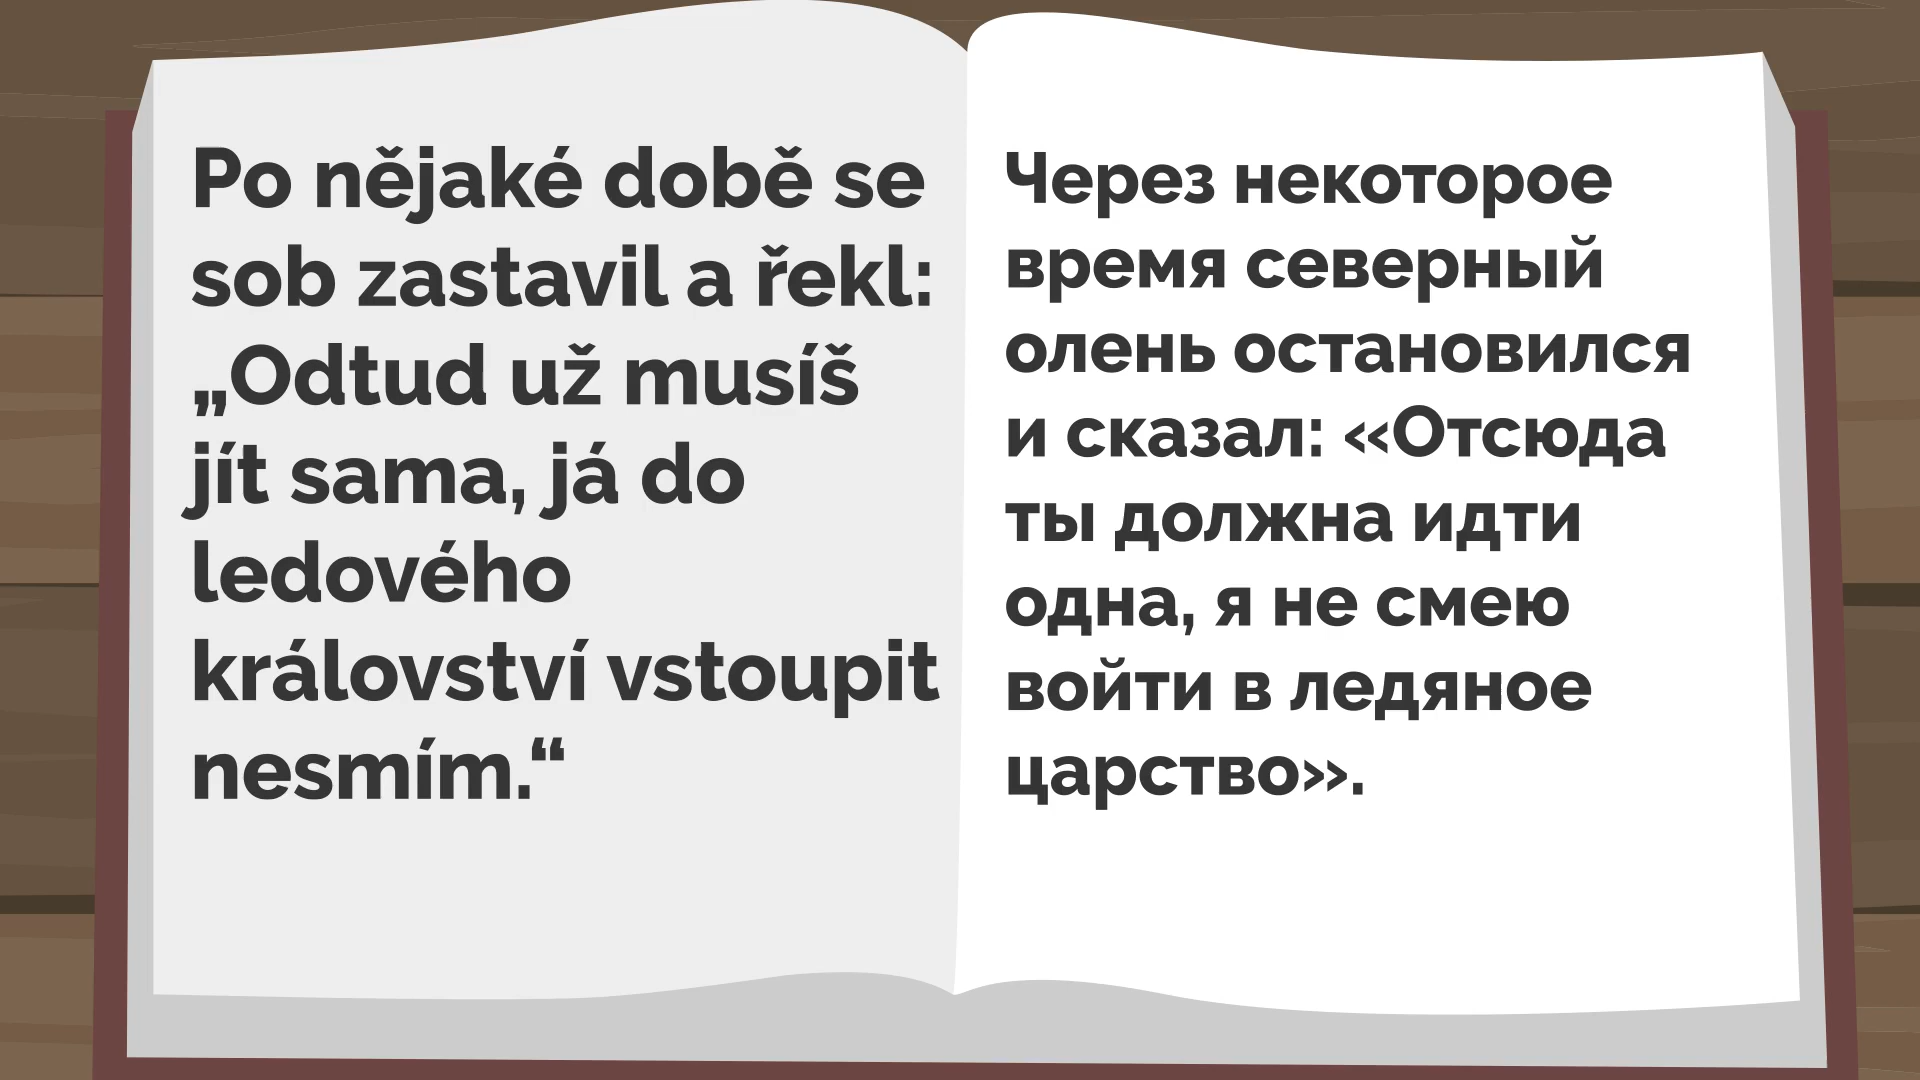 Po nějaké době se
sob zastavil a řekl:
„Odtud už musíš
jít sama, já do
ledového
království vstoupit
nesmím.“
Через некоторое
время северный
олень остановился
и сказал: «Отсюда
ты должна идти
одна, я не смею
войти в ледяное
царство».